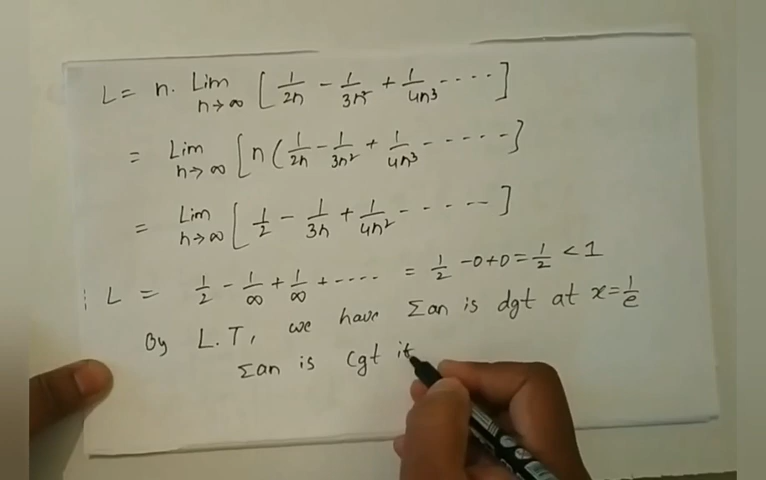 L = n. Lim n→∞ [ 1/2n - 1/3n² + 1/4n³ - - - - - ]
= Lim n→∞ [ n ( 1/2n - 1/3n² + 1/4n³ - - - - - - ]
= Lim n→∞ [ 1/2 - 1/3n + 1/4n² - - - - - - ]
L = 1/2 - 1/∞ + 1/∞ + - - - - = 1/2 - 0 + 0 = 1/2 < 1
By L.T, we have Σan is dgt at x = 1/e
Σan is Cgt if